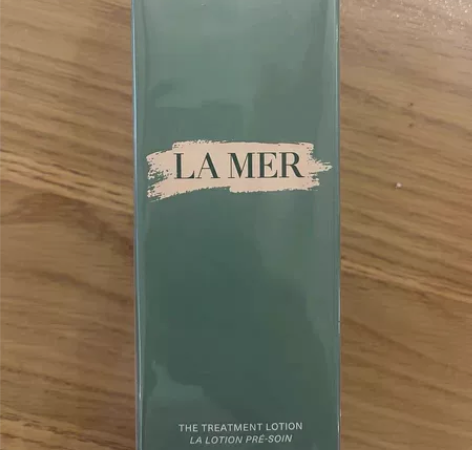 LA MER
THE TREATMENT LOTION
LA LOTION PRÉ-SOIN